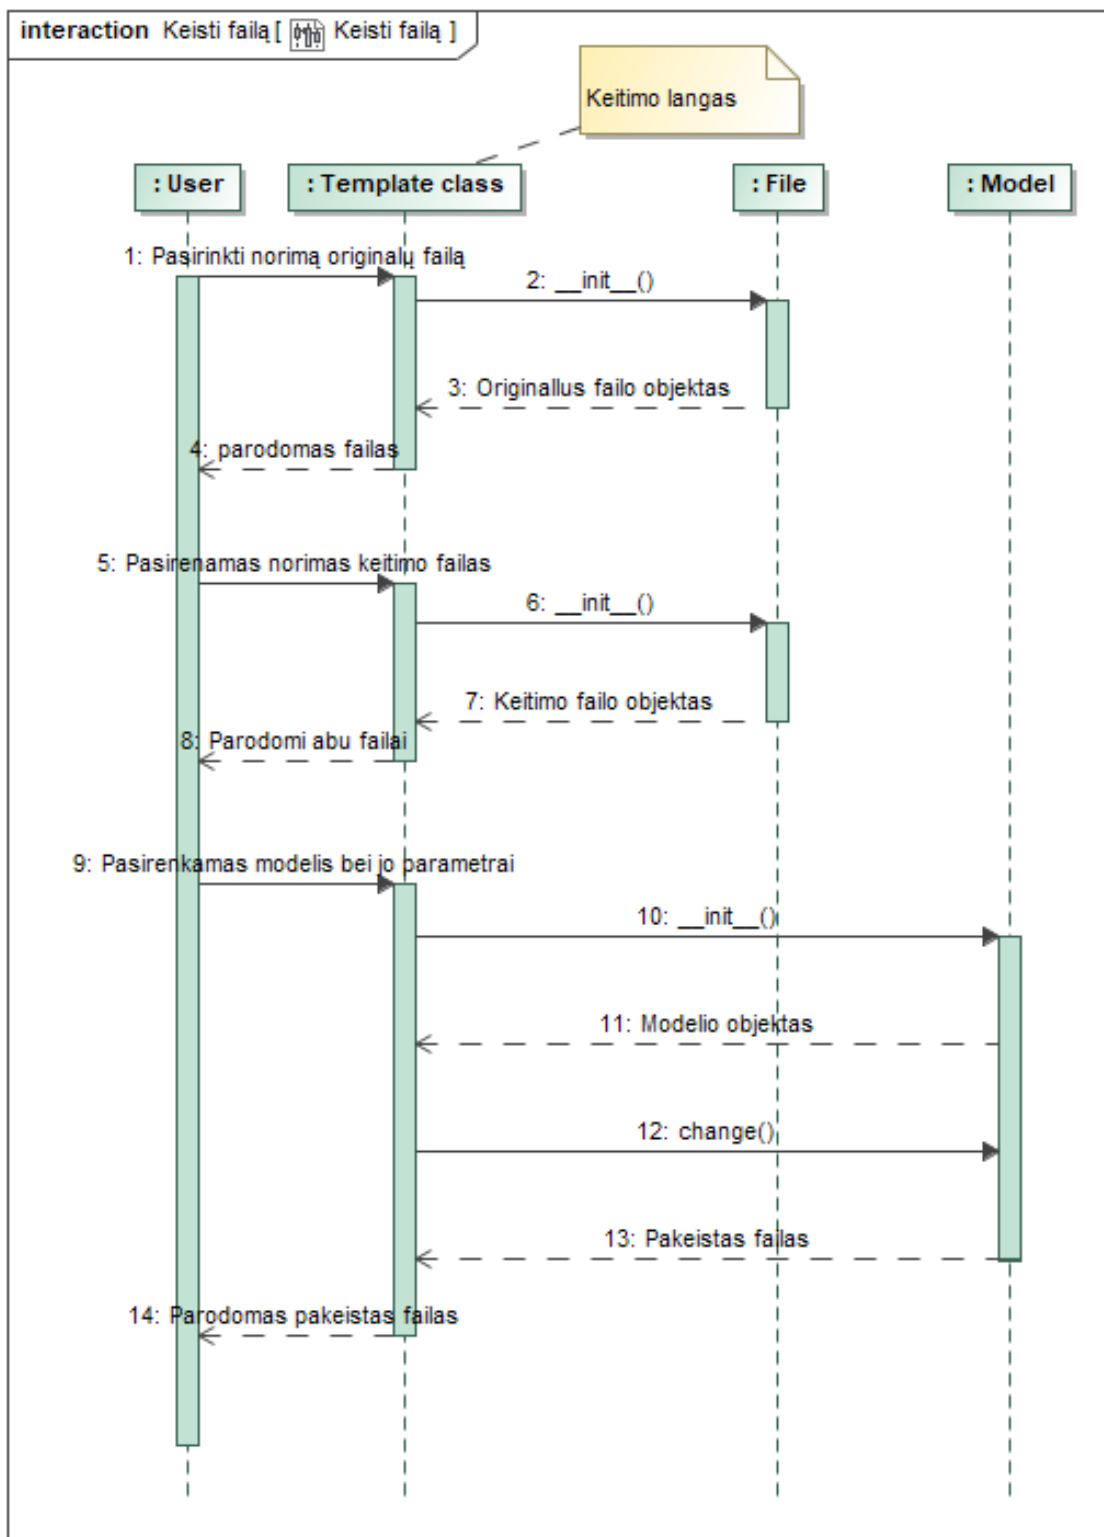 interaction Keisti failą [ Keisti failą ]
Keitimo langas
: User
: Template class
: File
: Model
1: Pasirinkti norimą originalų failą
2: __init__()
3: Originallus failo objektas
4: parodomas failas
5: Pasirenamas norimas keitimo failas
6: __init__()
7: Keitimo failo objektas
8: Parodomi abu failai
9: Pasirenkamas modelis bei jo parametrai
10: __init__()
11: Modelio objektas
12: change()
13: Pakeistas failas
14: Parodomas pakeistas failas